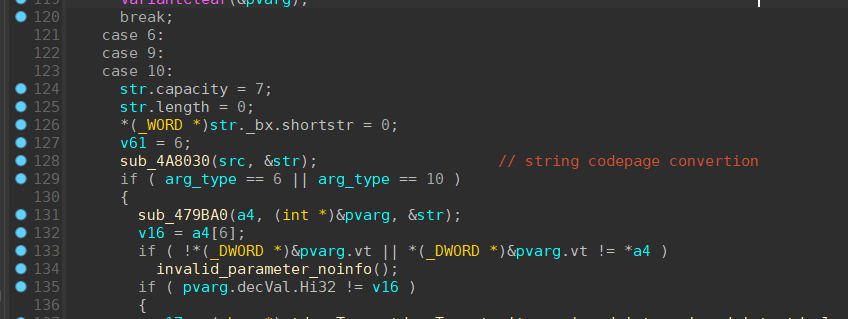 VariantClear(&pvarg);
120 break;
121 case 6:
122 case 9:
123 case 10:
124 str.capacity = 7;
125 str.length = 0;
126 *(_WORD *)str._bx.shortstr = 0;
127 v61 = 6;
128 sub_4A8030(src, &str); // string codepage convertion
129 if ( arg_type == 6 || arg_type == 10 )
130 {
131 sub_479BA0(a4, (int *)&pvarg, &str);
132 v16 = a4[6];
133 if ( !*(_DWORD *)&pvarg.vt || *(_DWORD *)&pvarg.vt != *a4 )
134 invalid_parameter_noinfo();
135 if ( pvarg.decVal.Hi32 != v16 )
136 {